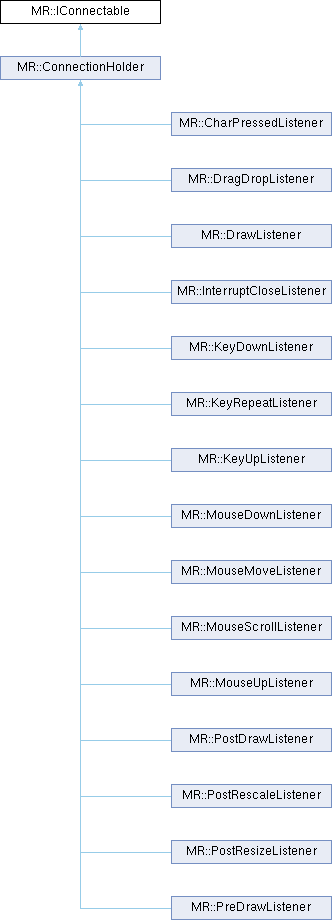 MR::IConnectable
MR::ConnectionHolder
MR::CharPressedListener
MR::DragDropListener
MR::DrawListener
MR::InterruptCloseListener
MR::KeyDownListener
MR::KeyRepeatListener
MR::KeyUpListener
MR::MouseDownListener
MR::MouseMoveListener
MR::MouseScrollListener
MR::MouseUpListener
MR::PostDrawListener
MR::PostRescaleListener
MR::PostResizeListener
MR::PreDrawListener